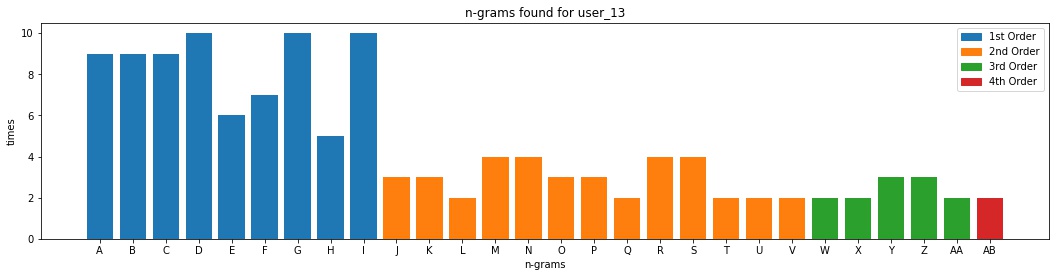 n-grams found for user_13
1st Order
2nd Order
3rd Order
4th Order
10
8
6
4
2
0
times
A B C D E F G H I J K L M N O P Q R S T U V W X Y Z AA AB
n-grams